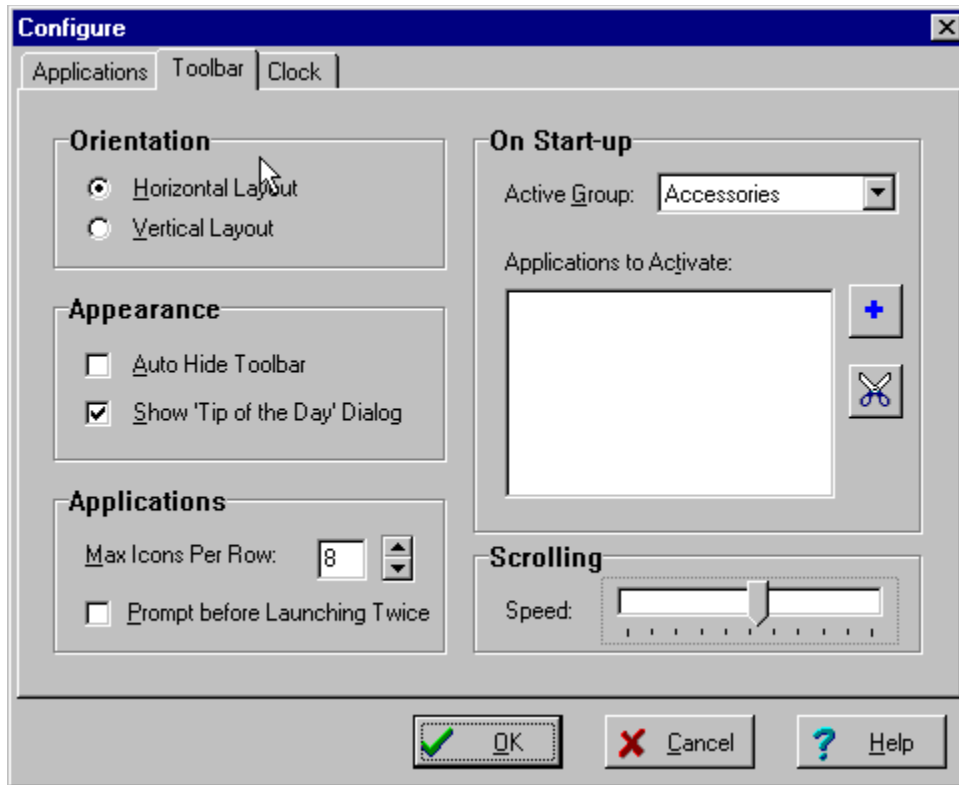 Configure
Applications Toolbar Clock
Orientation
Horizontal Layout
Vertical Layout
Appearance
Auto Hide Toolbar
Show 'Tip of the Day' Dialog
Applications
Max Icons Per Row: 8
Prompt before Launching Twice
On Start-up
Active Group: Accessories
Applications to Activate:
Scrolling
Speed:
OK Cancel Help